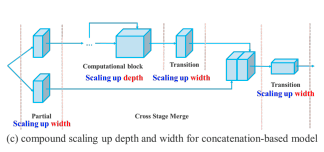 ...
Computational block
Transition
Scaling up depth
Scaling up width
Transition
Partial
Scaling up width
Cross Stage Merge
Scaling up width
(c) compound scaling up depth and width for concatenation-based model